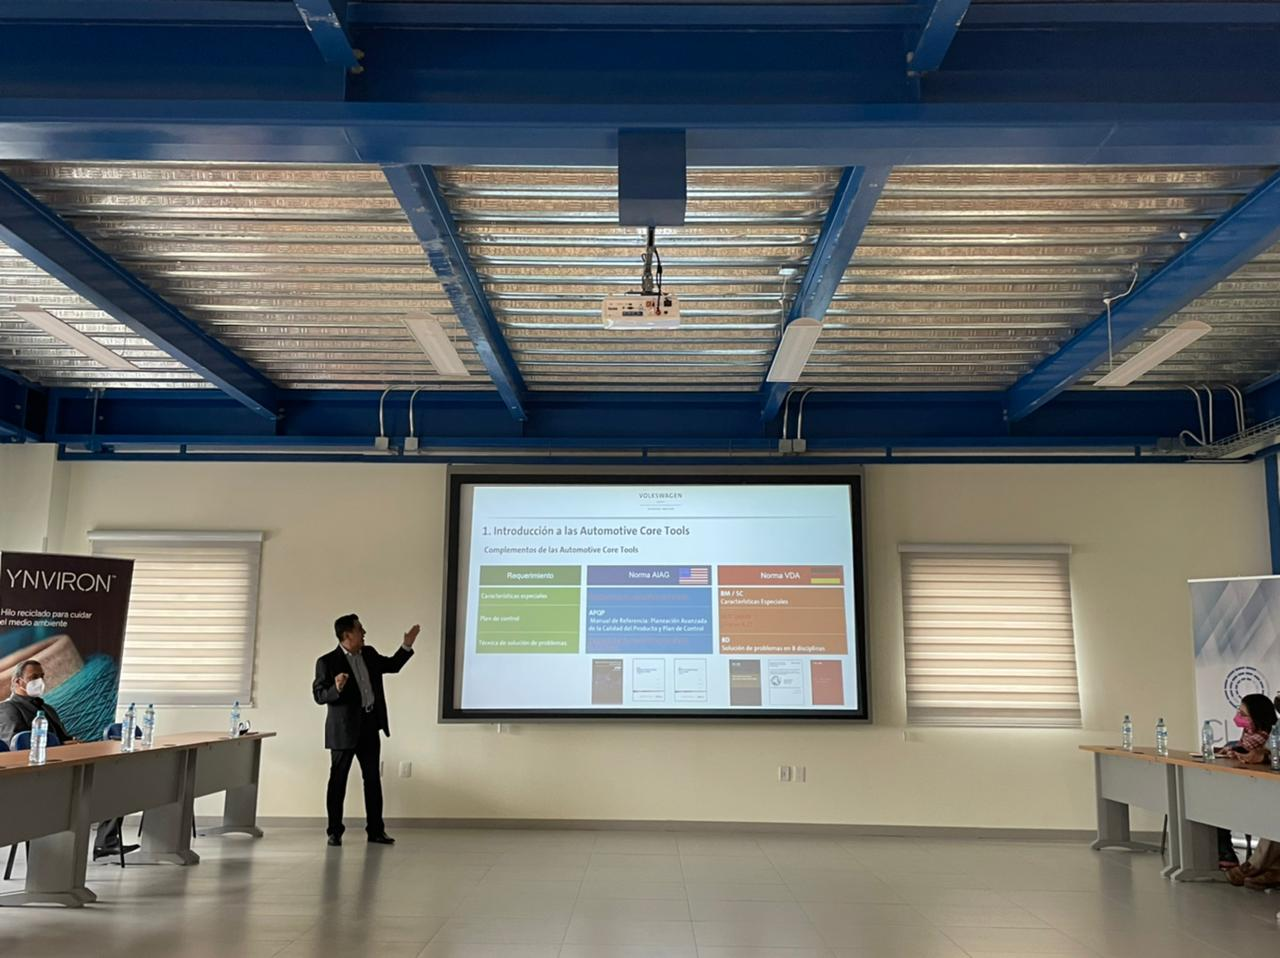 YNVIRON™
Hilo reciclado para cuidar
el medio ambiente
VOLKSWAGEN
1. Introducción a las Automotive Core Tools
Complementos de las Automotive Core Tools
Requerimiento
Norma AIAG
Norma VDA
Características especiales
BM / SC
Características Especiales
Plan de control
APQP
Manual de Referencia: Planeación Avanzada
de la Calidad del Producto y Plan de Control
Técnica de solución de problemas
8D
Solución de problemas en 8 disciplinas
CL